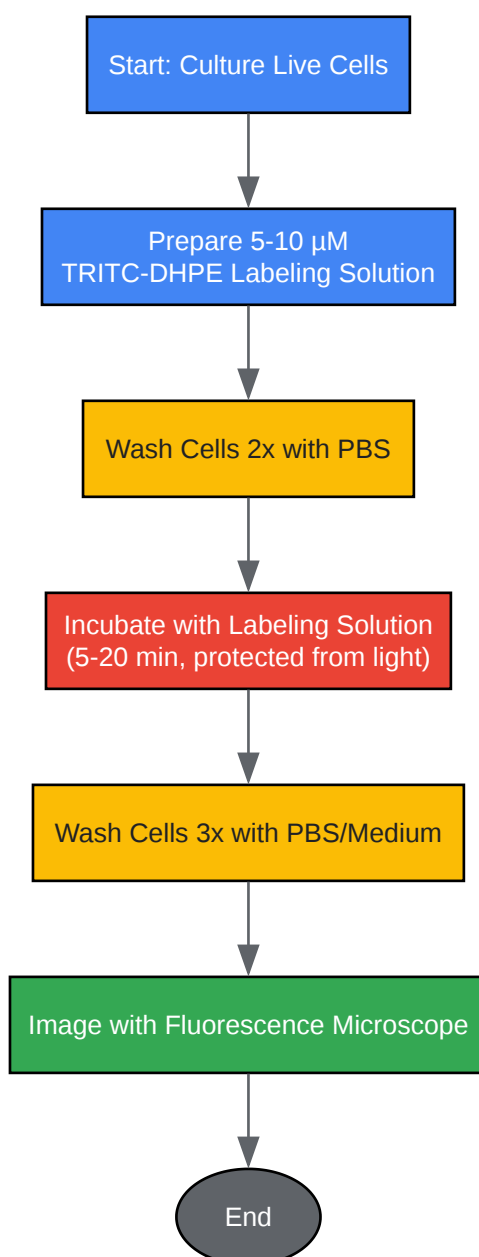 Start: Culture Live Cells
Prepare 5-10 µM
TRITC-DHPE Labeling Solution
Wash Cells 2x with PBS
Incubate with Labeling Solution
(5-20 min, protected from light)
Wash Cells 3x with PBS/Medium
Image with Fluorescence Microscope
End